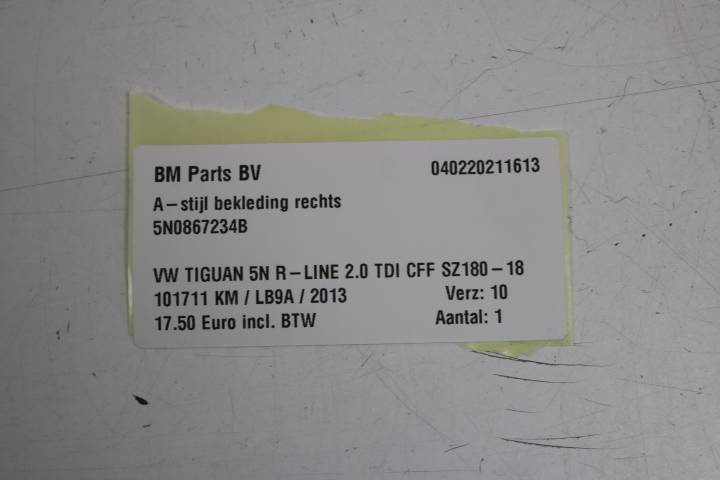 BM Parts BV 040220211613
A-stijl bekleding rechts
5N0867234B
VW TIGUAN 5N R-LINE 2.0 TDI CFF SZ180-18
101711 KM / LB9A / 2013 Verz: 10
17.50 Euro incl. BTW Aantal: 1